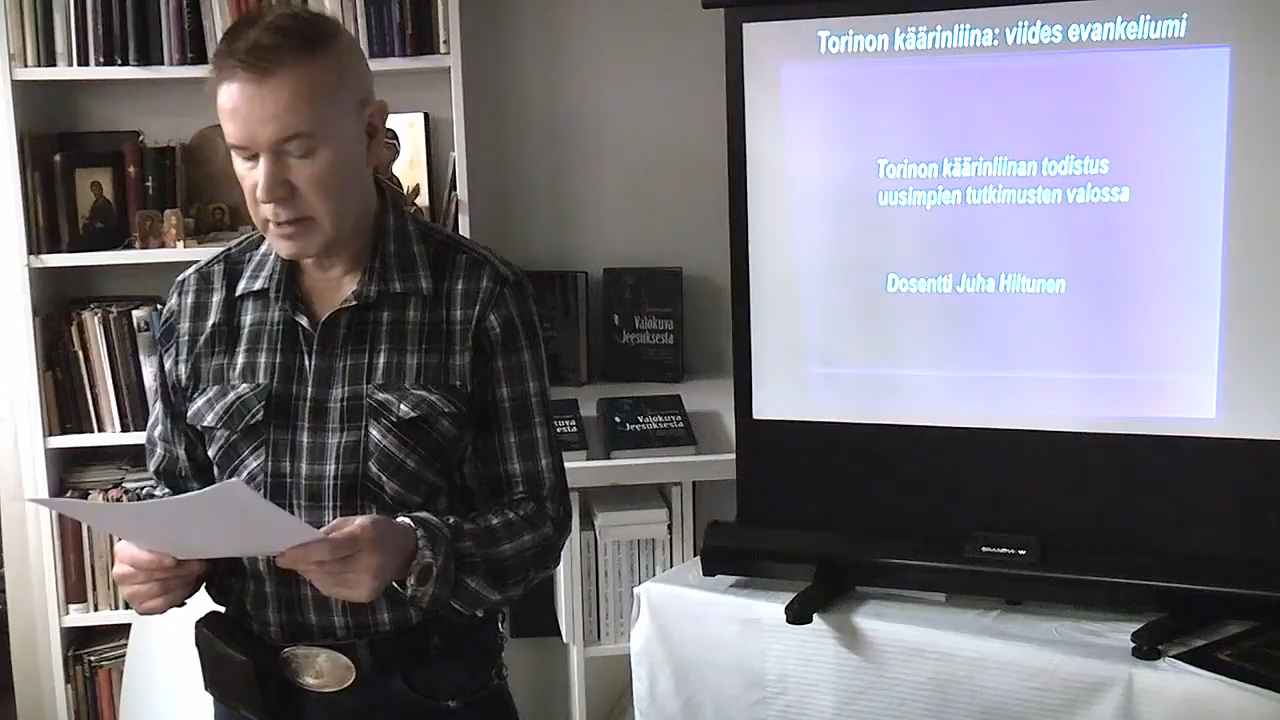 Torinon käärinliina: viides evankeliumi
Torinon käärinliinan todistus
uusimpien tutkimusten valossa
Dosentti Juha Hiltunen
Valokuva
Jeesuksesta
Valokuva
Jeesuksesta